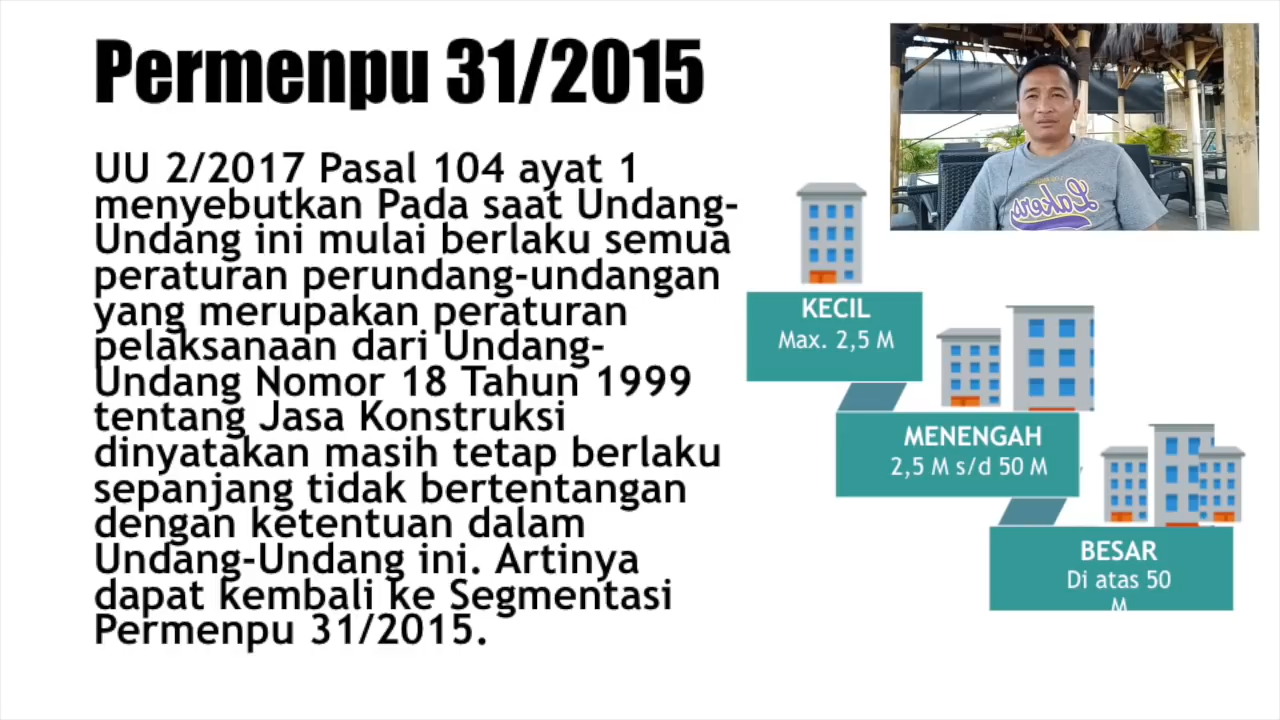 Permenpu 31/2015
UU 2/2017 Pasal 104 ayat 1
menyebutkan Pada saat Undang-
Undang ini mulai berlaku semua
peraturan perundang-undangan
yang merupakan peraturan
pelaksanaan dari Undang-
Undang Nomor 18 Tahun 1999
tentang Jasa Konstruksi
dinyatakan masih tetap berlaku
sepanjang tidak bertentangan
dengan ketentuan dalam
Undang-Undang ini. Artinya
dapat kembali ke Segmentasi
Permenpu 31/2015.
Lakers
KECIL
Max. 2,5 M
MENENGAH
2,5 M s/d 50 M
BESAR
Di atas 50
M